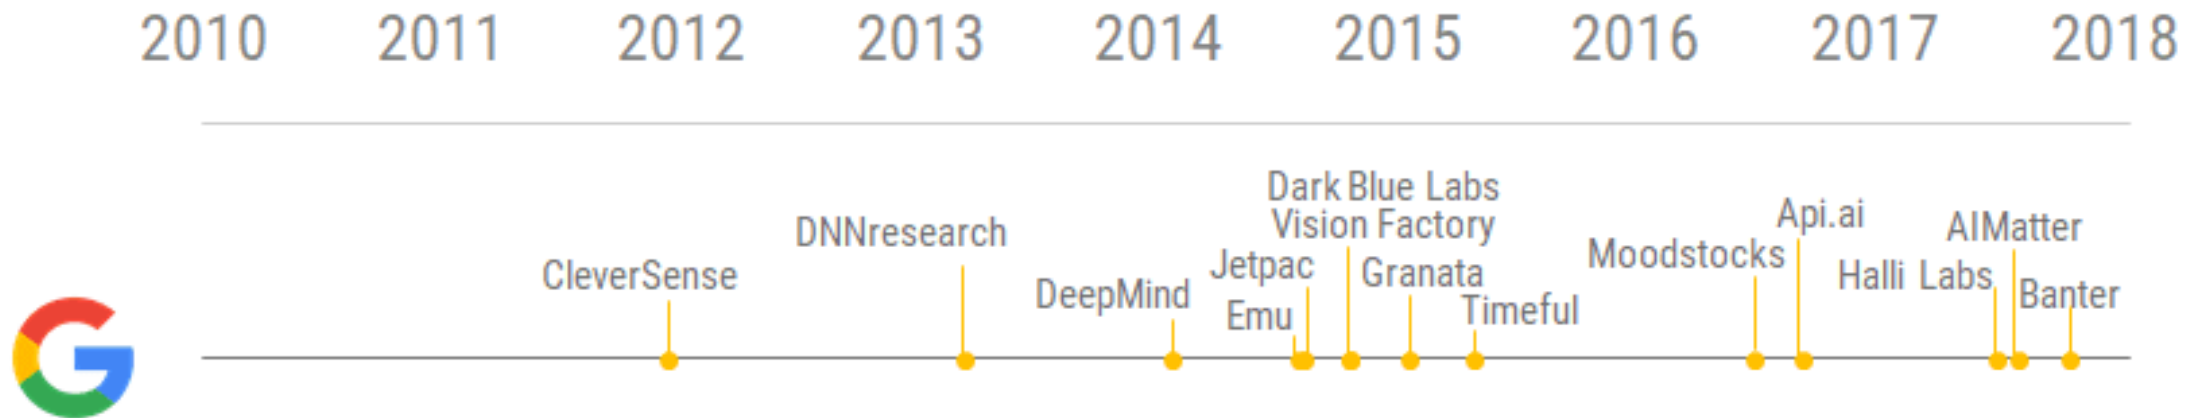 2010 2011 2012 2013 2014 2015 2016 2017 2018
Dark Blue Labs
Vision Factory
Api.ai
AIMatter
DNNresearch
Moodstocks
Jetpac
Granata
CleverSense
Halli Labs
DeepMind
Banter
Emu
Timeful